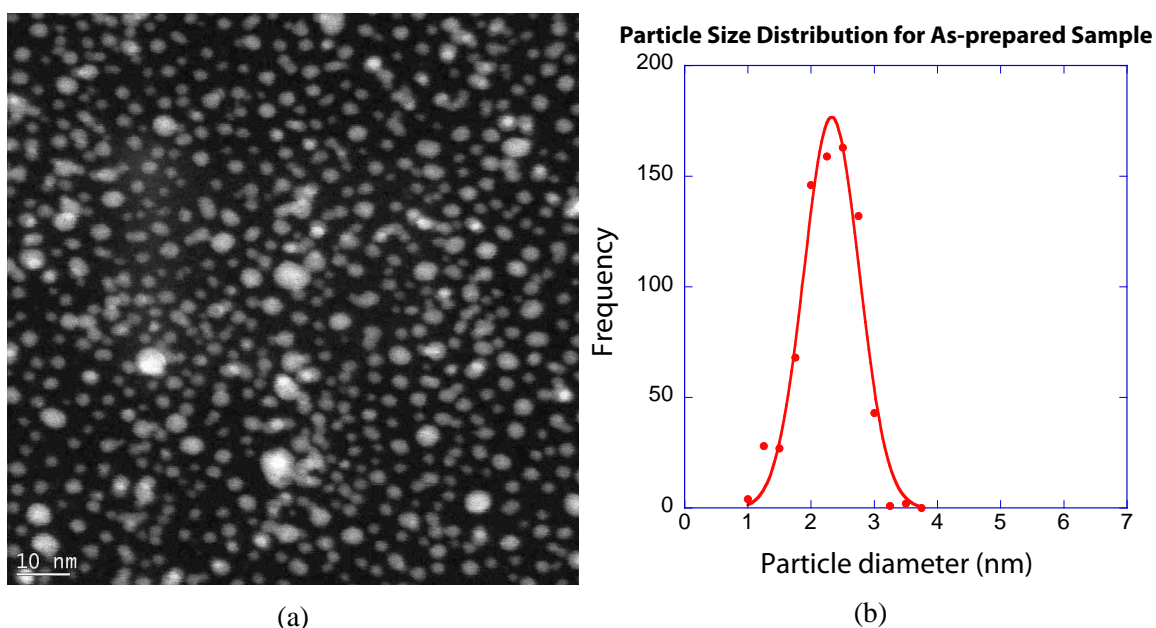 Particle Size Distribution for As-prepared Sample
200
150
100
50
0
Frequency
0 1 2 3 4 5 6 7
Particle diameter (nm)
10 nm
(a)
(b)